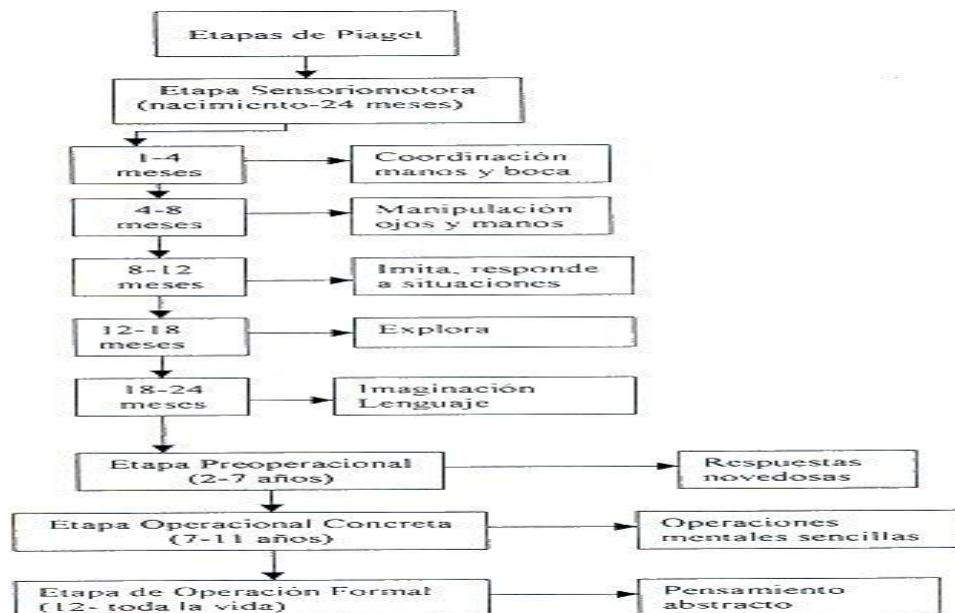 Etapas de Piaget
Etapa Sensoriomotora
(nacimiento-24 meses)
1-4
meses
Coordinación
manos y boca
4-8
meses
Manipulación
ojos y manos
8-12
meses
Imita, responde
a situaciones
12-18
meses
Explora
18-24
meses
Imaginación
Lenguaje
Etapa Preoperacional
(2-7 años)
Respuestas
novedosas
Etapa Operacional Concreta
(7-11 años)
Operaciones
mentales sencillas
Etapa de Operación Formal
(12- toda la vida)
Pensamiento
abstracto